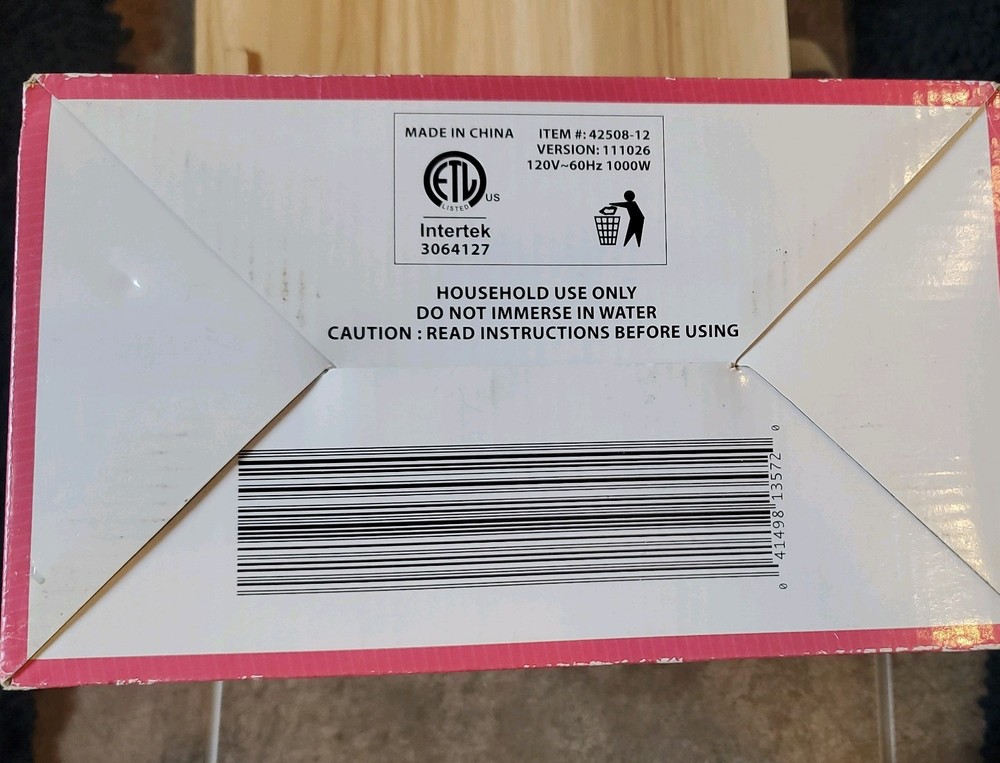 MADE IN CHINA
ITEM #: 42508-12
VERSION: 111026
120V~60Hz 1000W
ETL
LISTED
US
Intertek
3064127
HOUSEHOLD USE ONLY
DO NOT IMMERSE IN WATER
CAUTION : READ INSTRUCTIONS BEFORE USING
0 41498 13572 0